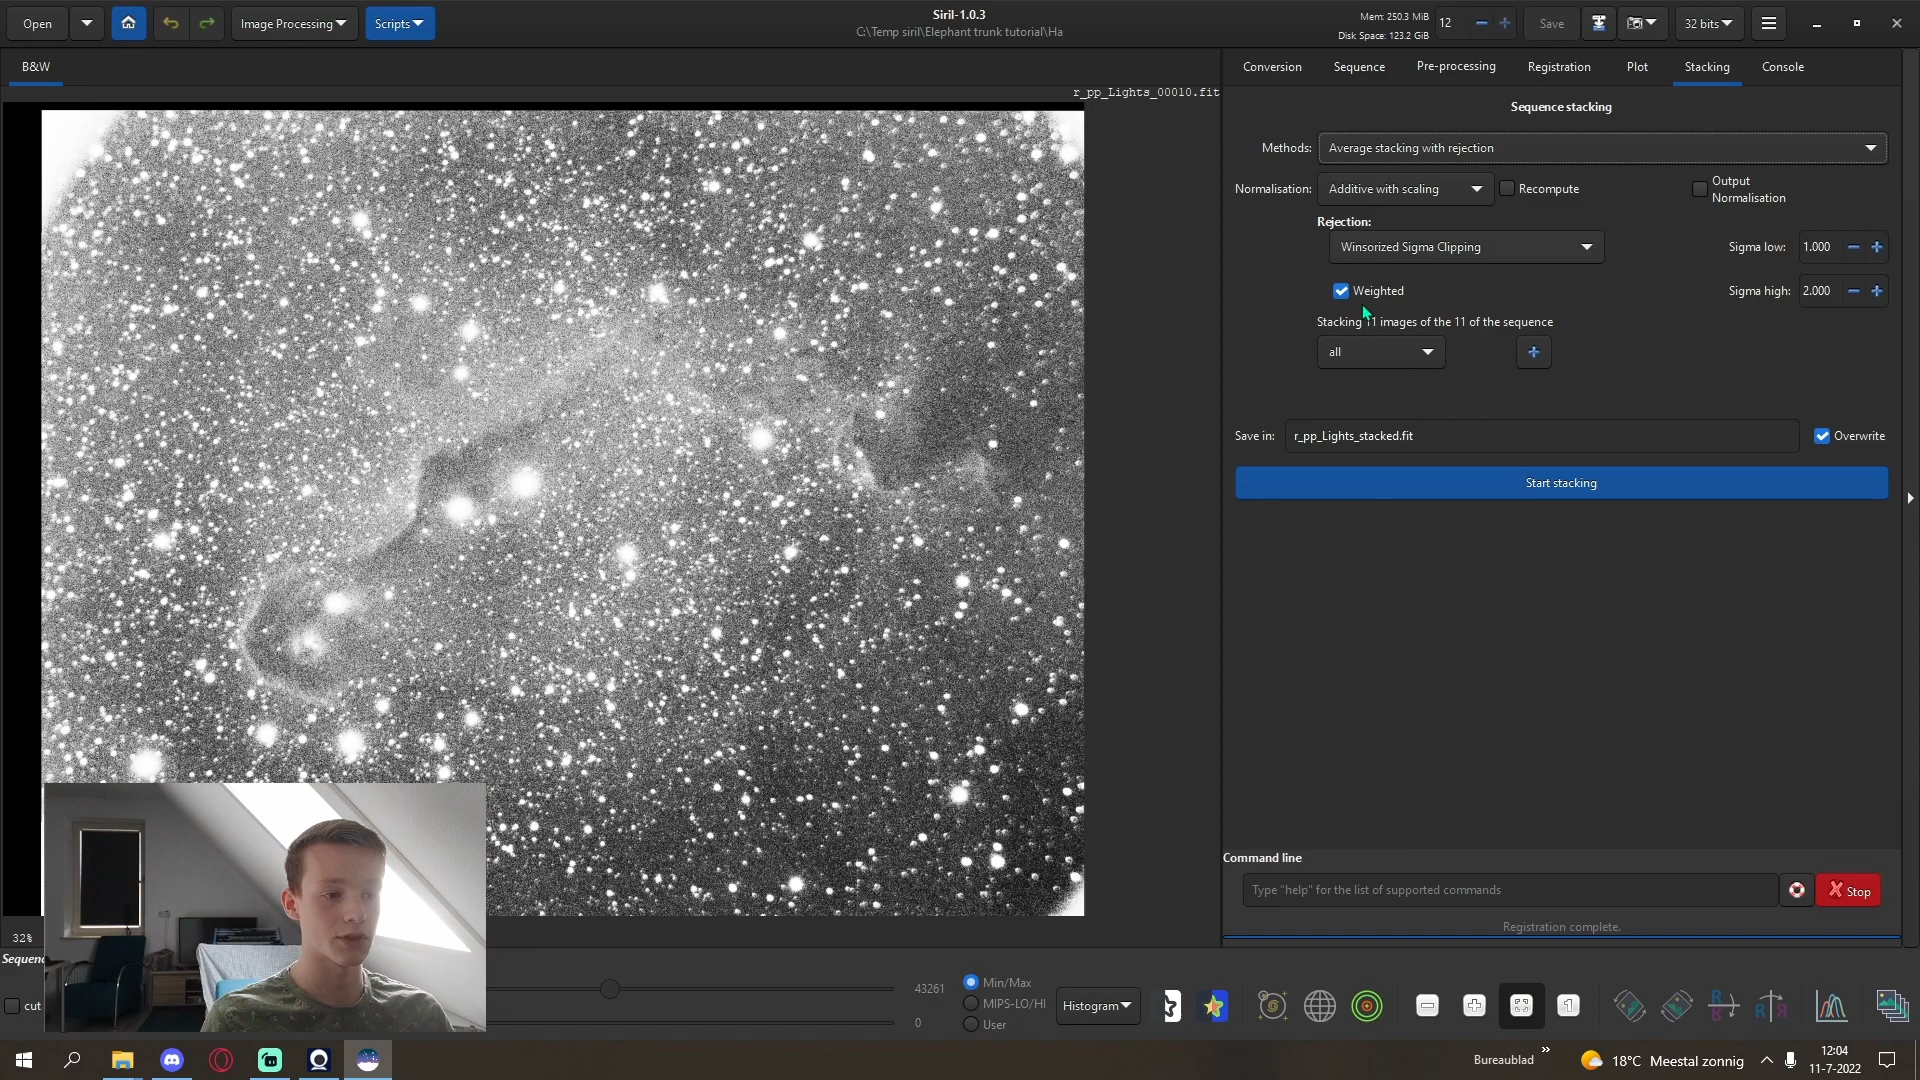 Open
Image Processing
Scripts
Siril-1.0.3
C:\Temp siril\Elephant trunk tutorial\Ha
Mem: 250.3 MiB
Disk Space: 123.2 GiB
12
Save
32 bits
B&W
r_pp_Lights_00010.fit
Conversion
Sequence
Pre-processing
Registration
Plot
Stacking
Console
Sequence stacking
Methods:
Average stacking with rejection
Normalisation:
Additive with scaling
Recompute
Output
Normalisation
Rejection:
Winsorized Sigma Clipping
Sigma low:
1.000
Weighted
Sigma high:
2.000
Stacking 11 images of the 11 of the sequence
all
Save in:
r_pp_Lights_stacked.fit
Overwrite
Start stacking
Command line
Type "help" for the list of supported commands
Stop
Registration complete.
32%
Sequen
cut
43261
0
Min/Max
MIPS-LO/HI
User
Histogram
1
Bureaublad
18°C Meestal zonnig
12:04
11-7-2022